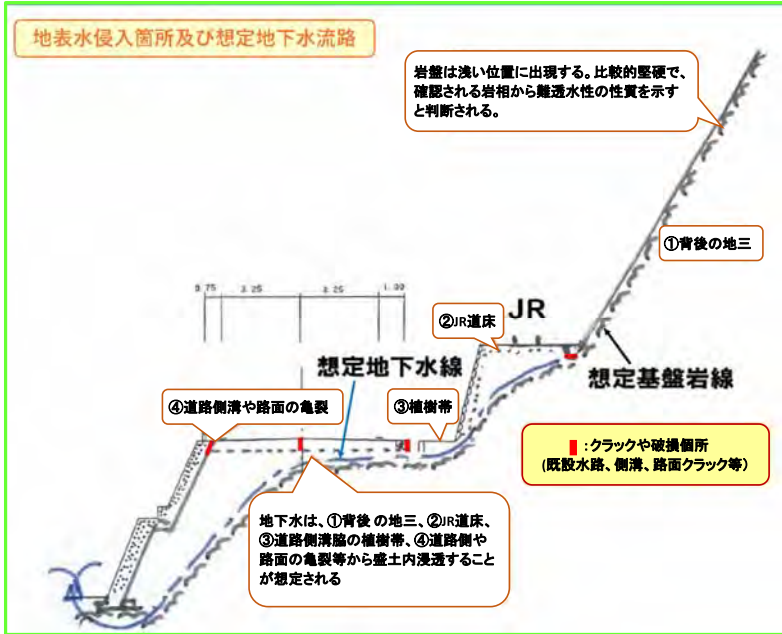 地表水侵入箇所及び想定地下水流路
岩盤は浅い位置に出現する。比較的堅硬で、
確認される岩相から難透水性の性質を示す
と判断される。
①背後の地三
0.75 3.25 3.25 1.00
②JR道床
JR
想定地下水線
想定基盤岩線
④道路側溝や路面の亀裂
③植樹帯
:クラックや破損個所
(既設水路、側溝、路面クラック等)
地下水は、①背後の地三、②JR道床、
③道路側溝脇の植樹帯、④道路側や
路面の亀裂等から盛土内浸透すること
が想定される